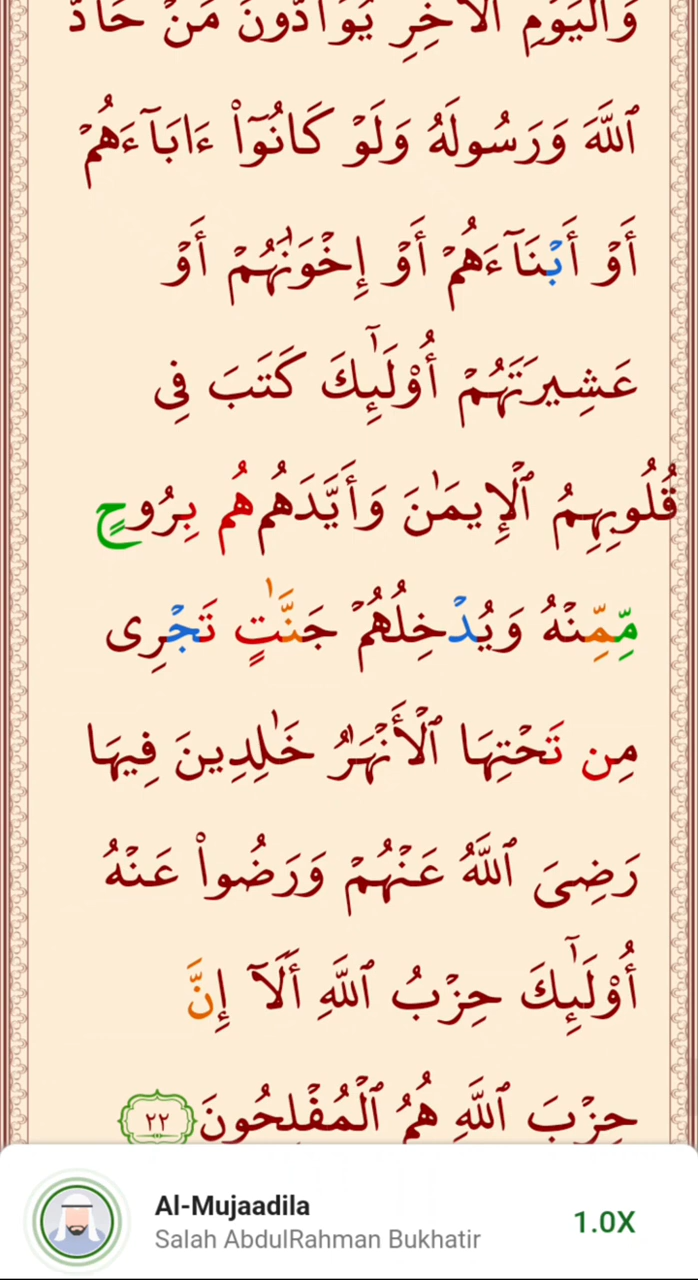 وَٱلْيَوْمِ ٱلْـَٔاخِرِ يُوَآدُّونَ مَنْ حَآدَّ
ٱللَّهَ وَرَسُولَهُ وَلَوْ كَانُوٓا۟ ءَابَآءَهُمْ
أَوْ أَبْنَآءَهُمْ أَوْ إِخْوَٰنَهُمْ أَوْ
عَشِيرَتَهُمْ أُوْلَٰٓئِكَ كَتَبَ فِى
قُلُوبِهِمُ ٱلْإِيمَٰنَ وَأَيَّدَهُمهُم بِرُوحٍ
مِّمِّنْهُ وَيُدْخِلُهُمْ جَنَّٰتٍ تَجْرِى
مِن تَحْتِهَا ٱلْأَنْهَٰرُ خَٰلِدِينَ فِيهَا
رَضِىَ ٱللَّهُ عَنْهُمْ وَرَضُوا۟ عَنْهُ
أُوْلَٰٓئِكَ حِزْبُ ٱللَّهِ أَلَآ إِنَّ
حِزْبَ ٱللَّهِ هُمُ ٱلْمُفْلِحُونَ ٢٢
Al-Mujaadila
Salah AbdulRahman Bukhatir
1.0X